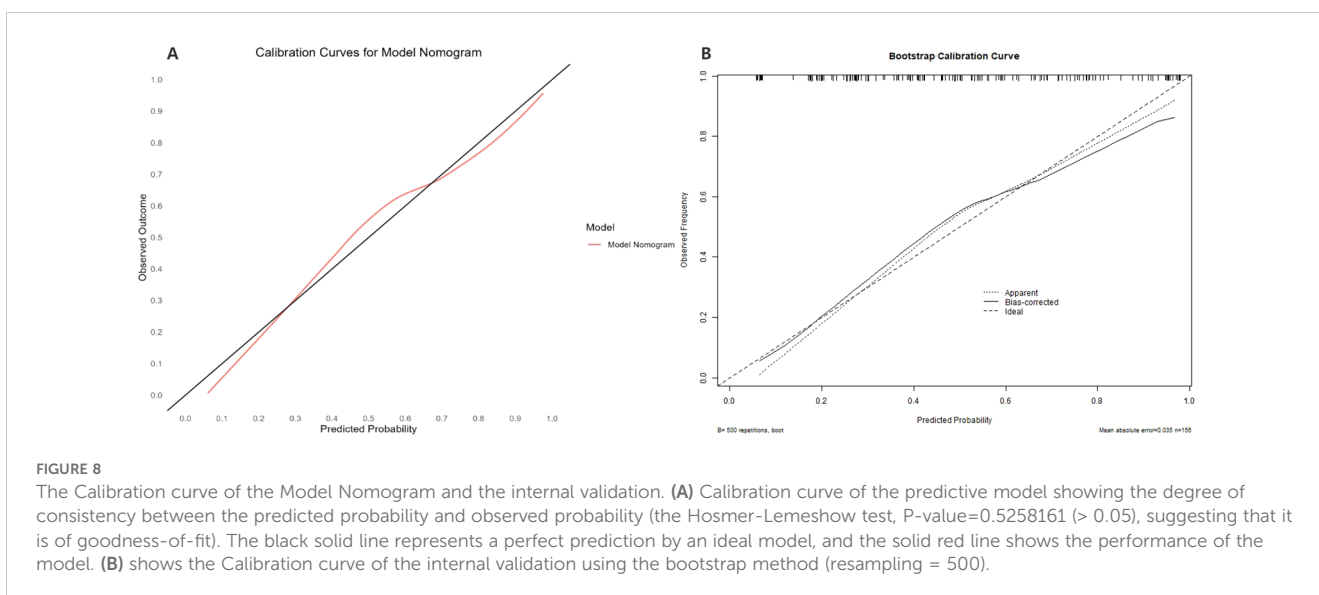 A
Calibration Curves for Model Nomogram
1.0
0.9
0.8
0.7
0.6
0.5
0.4
0.3
0.2
0.1
0.0
Observed Outcome
0.0 0.1 0.2 0.3 0.4 0.5 0.6 0.7 0.8 0.9 1.0
Predicted Probability
Model
Model Nomogram
B
Bootstrap Calibration Curve
1.0
0.8
0.6
0.4
0.2
0.0
Observed Frequency
Apparent
Bias-corrected
Ideal
0.0 0.2 0.4 0.6 0.8 1.0
Predicted Probability
B= 500 repetitions, boot
Mean absolute error=0.035 n=156
FIGURE 8
The Calibration curve of the Model Nomogram and the internal validation. (A) Calibration curve of the predictive model showing the degree of
consistency between the predicted probability and observed probability (the Hosmer-Lemeshow test, P-value=0.5258161 (> 0.05), suggesting that it
is of goodness-of-fit). The black solid line represents a perfect prediction by an ideal model, and the solid red line shows the performance of the
model. (B) shows the Calibration curve of the internal validation using the bootstrap method (resampling = 500).